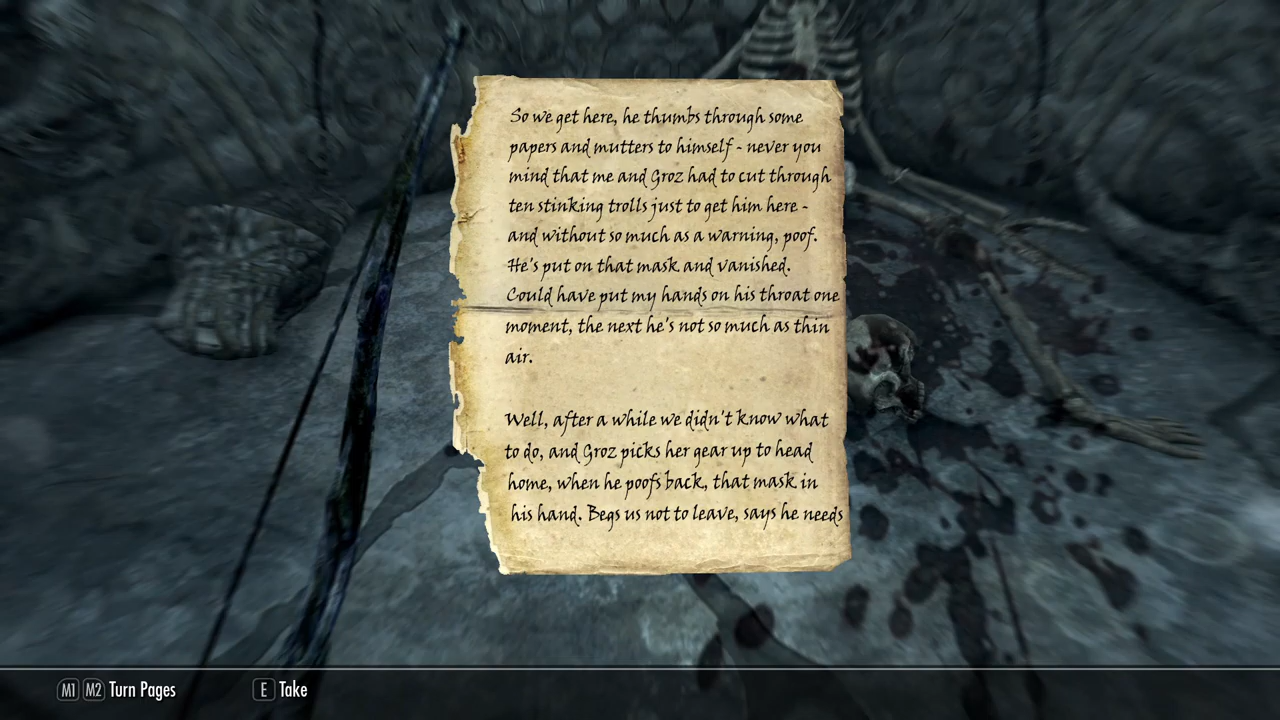 So we get here, he thumbs through some
papers and mutters to himself - never you
mind that me and Groz had to cut through
ten stinking trolls just to get him here -
and without so much as a warning, poof.
He's put on that mask and vanished.
Could have put my hands on his throat one
moment, the next he's not so much as thin
air.
Well, after a while we didn't know what
to do, and Groz picks her gear up to head
home, when he poofs back, that mask in
his hand. Begs us not to leave, says he needs
M1 M2 Turn Pages
E Take